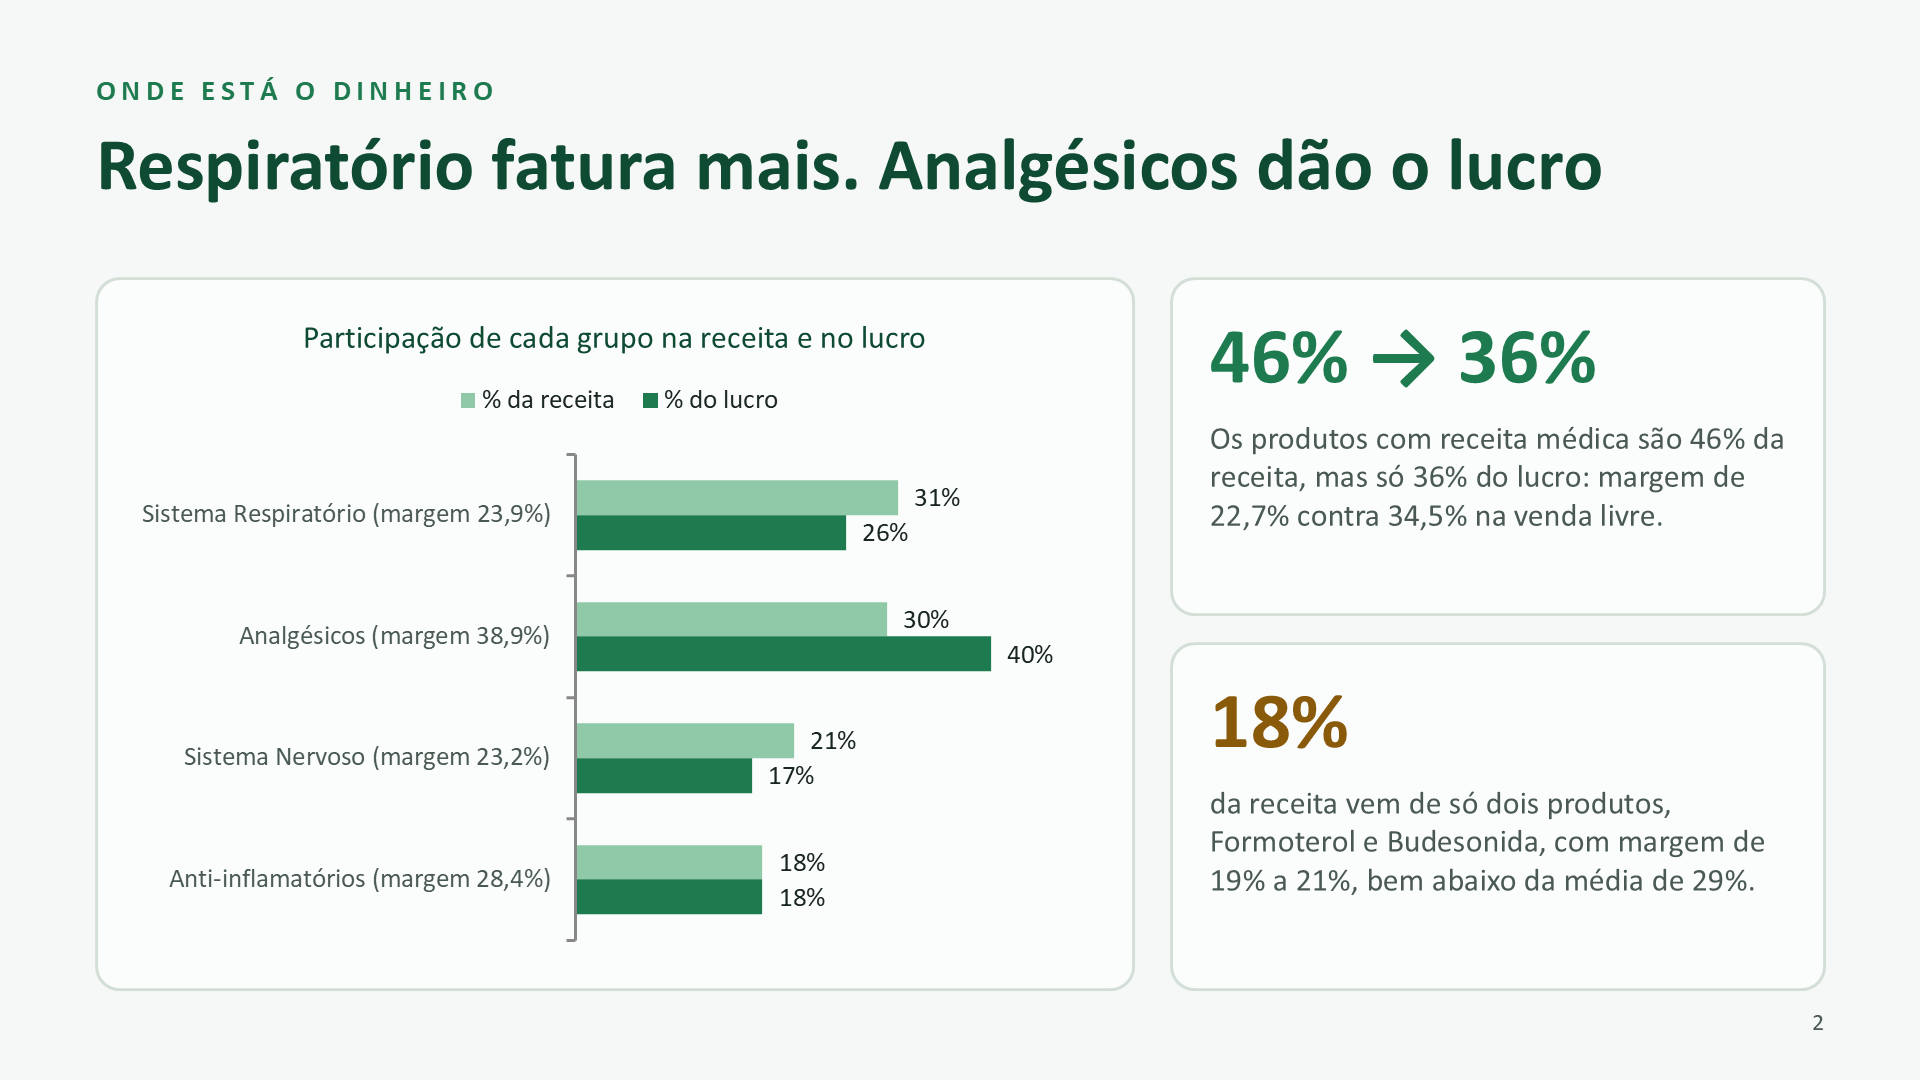 ONDE ESTÁ O DINHEIRO
Respiratório fatura mais. Analgésicos dão o lucro
Participação de cada grupo na receita e no lucro
% da receita % do lucro
Sistema Respiratório (margem 23,9%)
31%
26%
Analgésicos (margem 38,9%)
30%
40%
Sistema Nervoso (margem 23,2%)
21%
17%
Anti-inflamatórios (margem 28,4%)
18%
18%
46% → 36%
Os produtos com receita médica são 46% da
receita, mas só 36% do lucro: margem de
22,7% contra 34,5% na venda livre.
18%
da receita vem de só dois produtos,
Formoterol e Budesonida, com margem de
19% a 21%, bem abaixo da média de 29%.
2